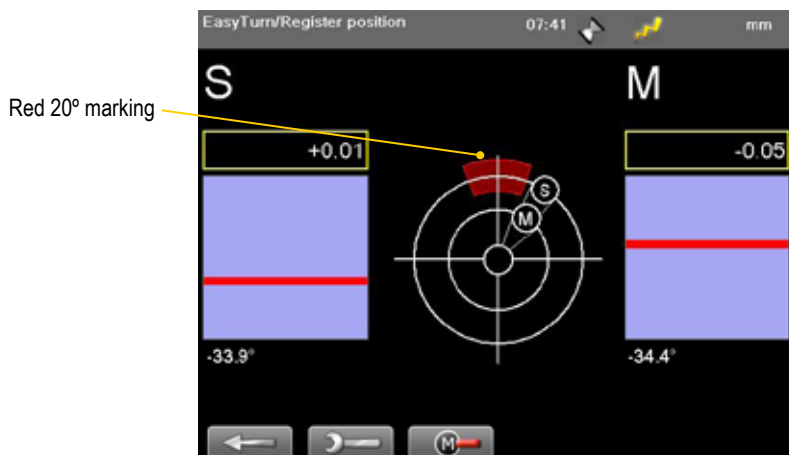 EasyTurn/Register position 07:41 mm
S M
Red 20º marking
+0.01 -0.05
S
M
-33.9° -34.4°
M